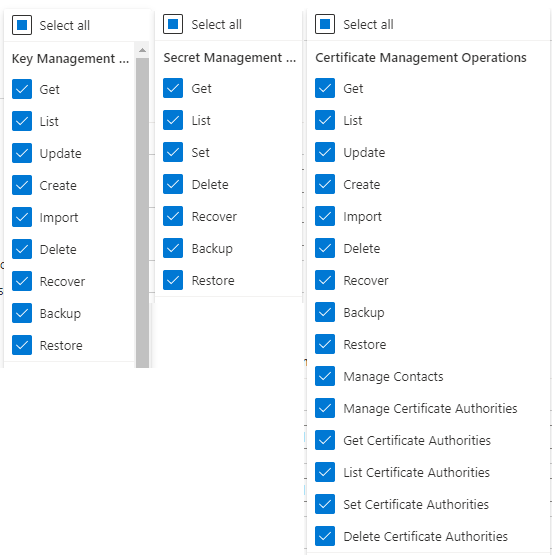 Select all
Key Management ...
Get
List
Update
Create
Import
Delete
Recover
Backup
Restore
Select all
Secret Management ...
Get
List
Set
Delete
Recover
Backup
Restore
Select all
Certificate Management Operations
Get
List
Update
Create
Import
Delete
Recover
Backup
Restore
Manage Contacts
Manage Certificate Authorities
Get Certificate Authorities
List Certificate Authorities
Set Certificate Authorities
Delete Certificate Authorities